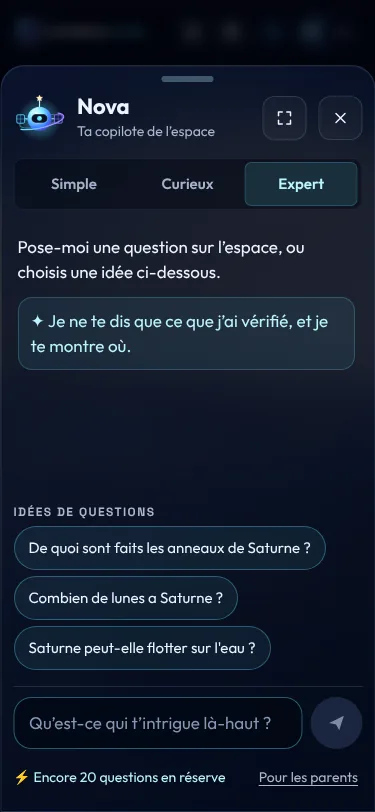 Nova
Ta copilote de l’espace
Simple
Curieux
Expert
Pose-moi une question sur l’espace, ou
choisis une idée ci-dessous.
✦ Je ne te dis que ce que j’ai vérifié, et je
te montre où.
IDÉES DE QUESTIONS
De quoi sont faits les anneaux de Saturne ?
Combien de lunes a Saturne ?
Saturne peut-elle flotter sur l'eau ?
Qu’est-ce qui t’intrigue là-haut ?
⚡ Encore 20 questions en réserve
Pour les parents